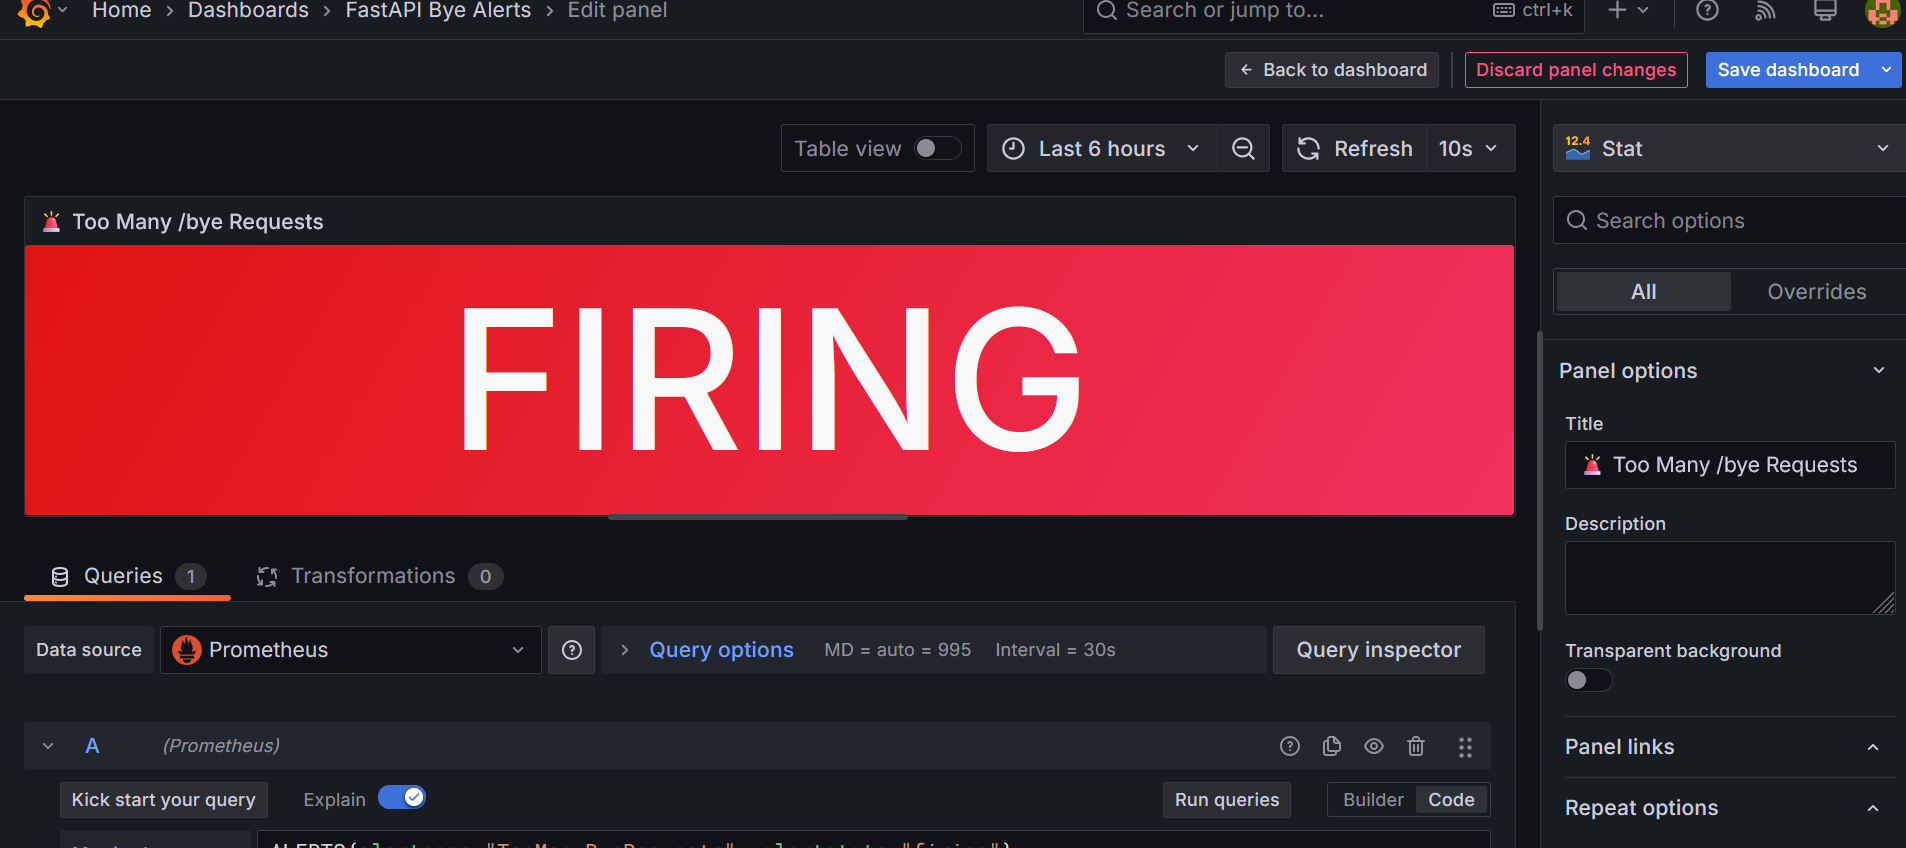 Home › Dashboards › FastAPI Bye Alerts › Edit panel
Search or jump to...
ctrl+k
← Back to dashboard
Discard panel changes
Save dashboard
Table view
Last 6 hours
Refresh
10s
12.4
Stat
Too Many /bye Requests
Search options
FIRING
All
Overrides
Panel options
Title
Too Many /bye Requests
Description
Queries 1
Transformations 0
Data source
Prometheus
Query options
MD = auto = 995
Interval = 30s
Query inspector
Transparent background
A
(Prometheus)
Panel links
Kick start your query
Explain
Run queries
Builder
Code
Repeat options